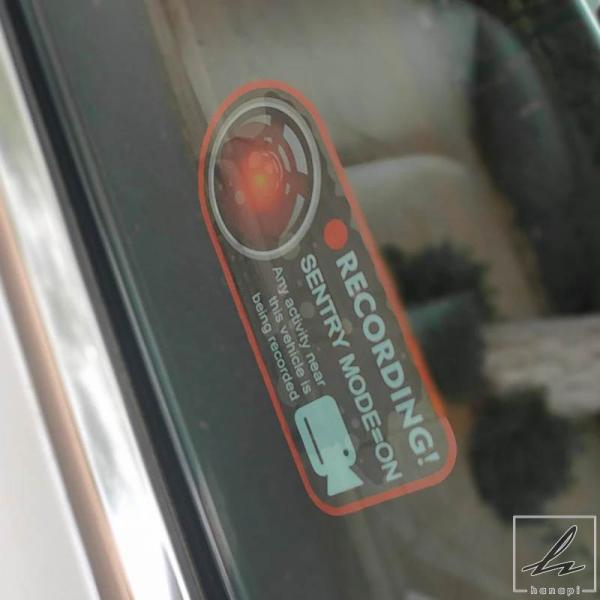 RECORDING!
SENTRY MODE=ON
Any activity near
this vehicle is
being recorded
hanapi